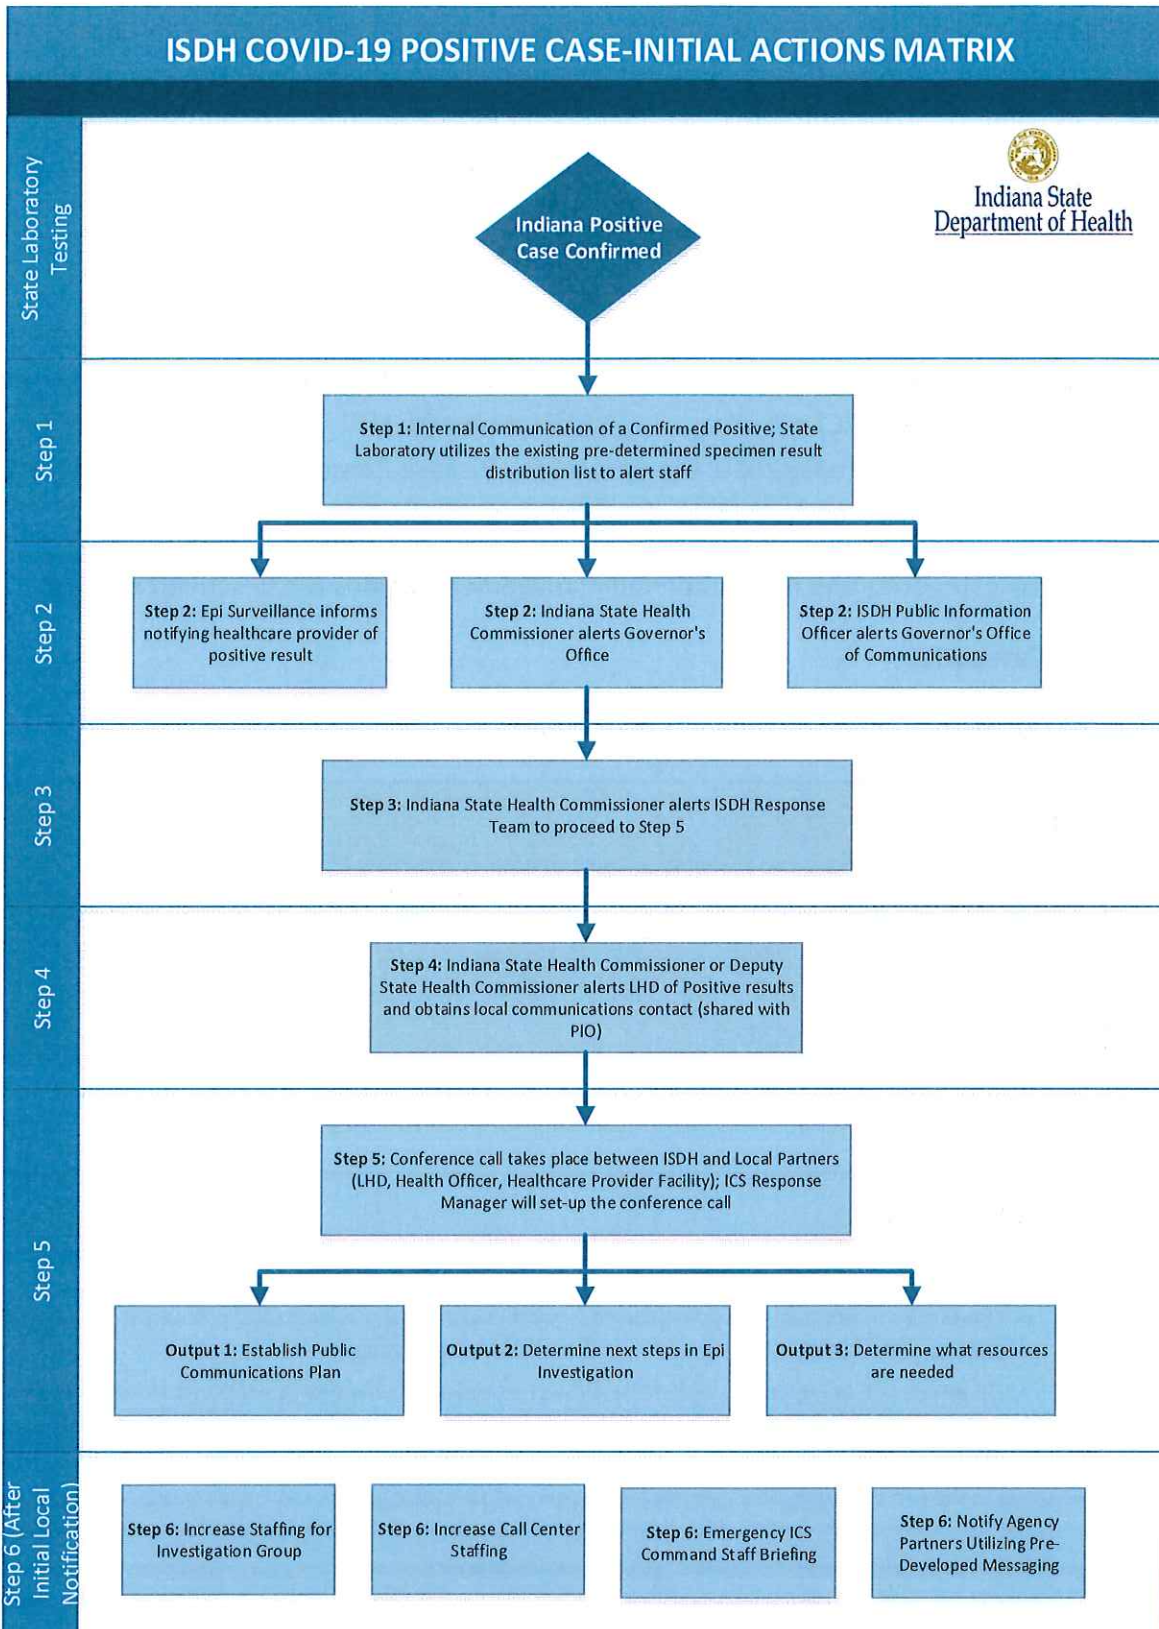 ISDH COVID-19 POSITIVE CASE-INITIAL ACTIONS MATRIX
State Laboratory
Testing
Indiana Positive
Case Confirmed
Indiana State
Department of Health
Step 1
Step 1: Internal Communication of a Confirmed Positive; State
Laboratory utilizes the existing pre-determined specimen result
distribution list to alert staff
Step 2
Step 2: Epi Surveillance informs
notifying healthcare provider of
positive result
Step 2: Indiana State Health
Commissioner alerts Governor's
Office
Step 2: ISDH Public Information
Officer alerts Governor's Office
of Communications
Step 3
Step 3: Indiana State Health Commissioner alerts ISDH Response
Team to proceed to Step 5
Step 4
Step 4: Indiana State Health Commissioner or Deputy
State Health Commissioner alerts LHD of Positive results
and obtains local communications contact (shared with
PIO)
Step 5
Step 5: Conference call takes place between ISDH and Local Partners
(LHD, Health Officer, Healthcare Provider Facility); ICS Response
Manager will set-up the conference call
Output 1: Establish Public
Communications Plan
Output 2: Determine next steps in Epi
Investigation
Output 3: Determine what resources
are needed
Step 6 (After
Initial Local
Notification)
Step 6: Increase Staffing for
Investigation Group
Step 6: Increase Call Center
Staffing
Step 6: Emergency ICS
Command Staff Briefing
Step 6: Notify Agency
Partners Utilizing Pre-
Developed Messaging